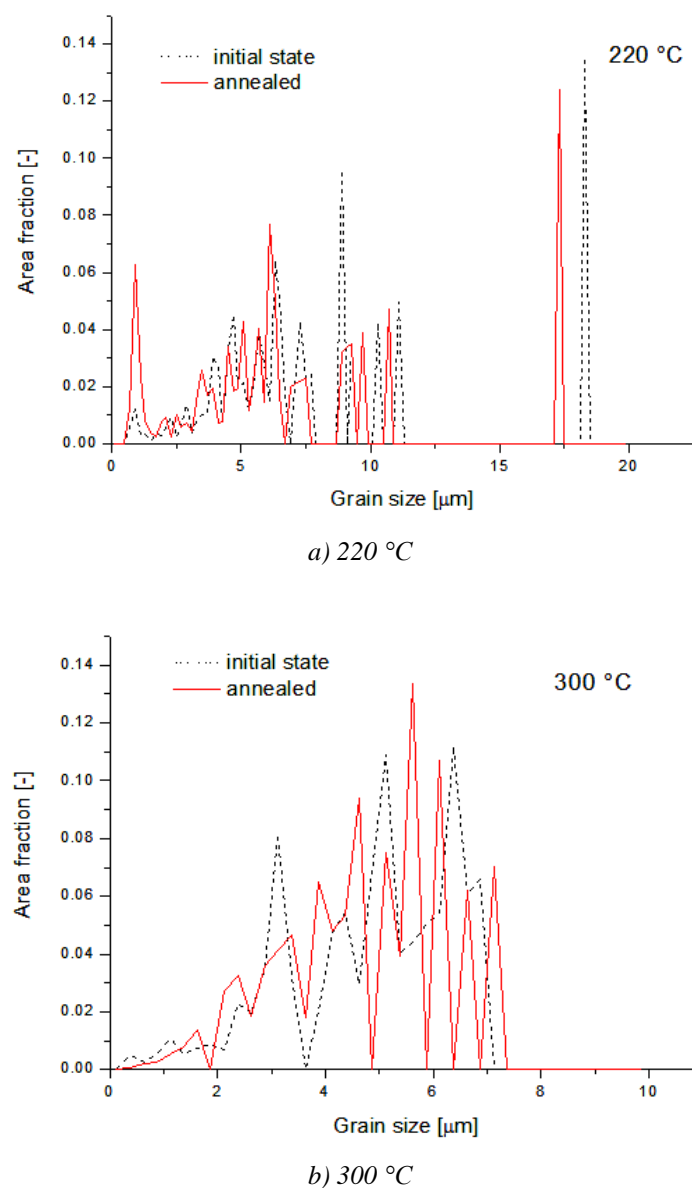 0.14
0.12
0.10
0.08
0.06
0.04
0.02
0.00
Area fraction [-]
initial state
annealed
220 °C
0
5
10
15
20
Grain size [μm]
a) 220 °C
0.14
0.12
0.10
0.08
0.06
0.04
0.02
0.00
Area fraction [-]
initial state
annealed
300 °C
0
2
4
6
8
10
Grain size [μm]
b) 300 °C